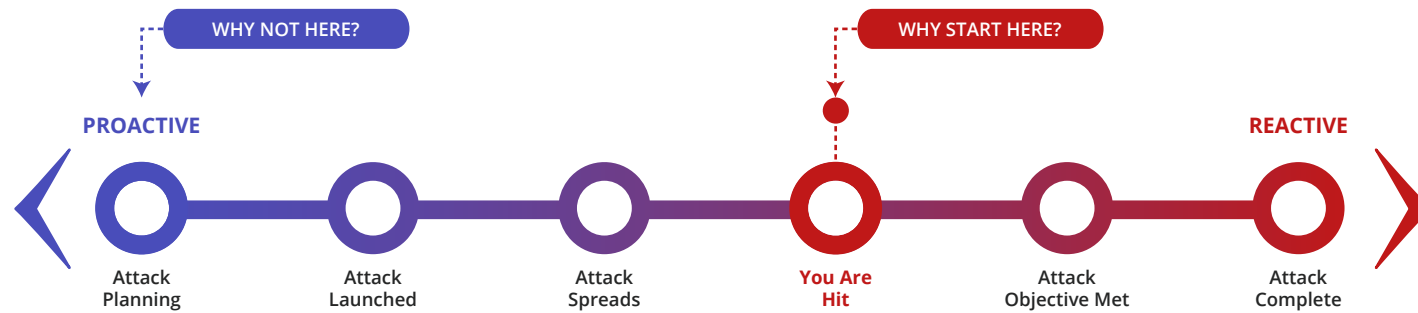 WHY NOT HERE?
WHY START HERE?
PROACTIVE
REACTIVE
Attack
Planning
Attack
Launched
Attack
Spreads
You Are
Hit
Attack
Objective Met
Attack
Complete